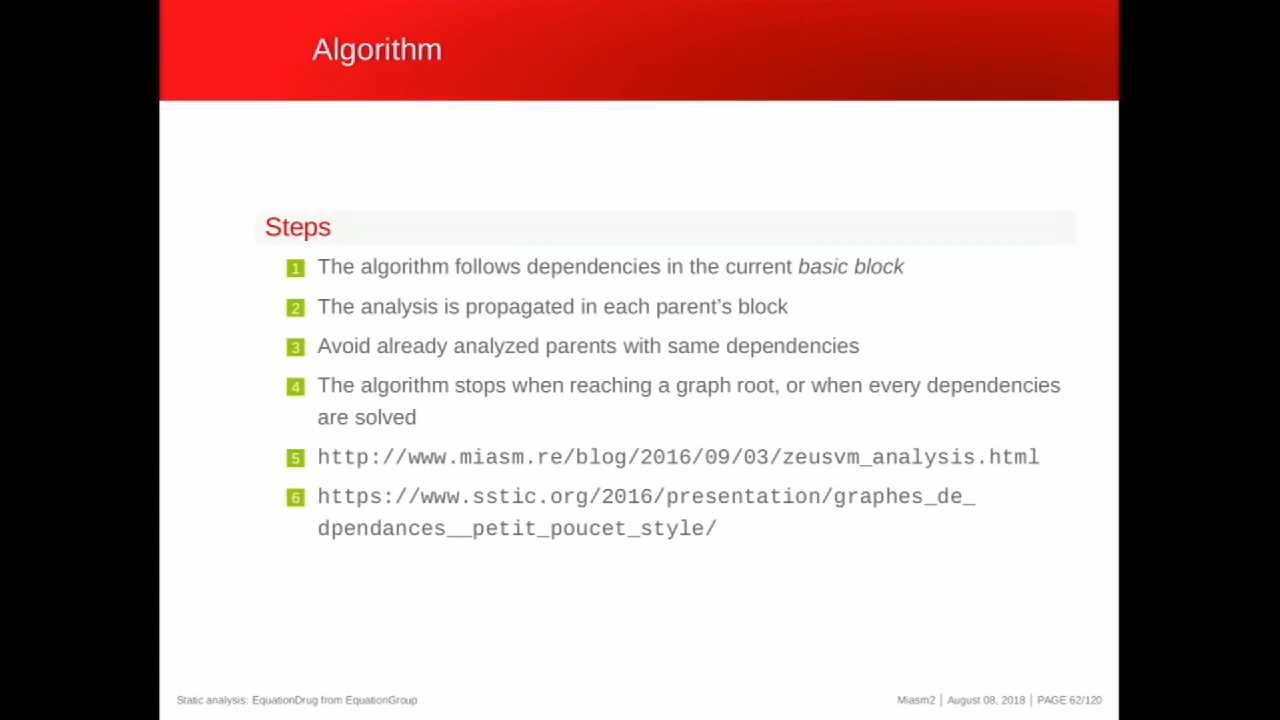 Algorithm
Steps
1 The algorithm follows dependencies in the current basic block
2 The analysis is propagated in each parent's block
3 Avoid already analyzed parents with same dependencies
4 The algorithm stops when reaching a graph root, or when every dependencies
are solved
5 http://www.miasm.re/blog/2016/09/03/zeusvm_analysis.html
6 https://www.sstic.org/2016/presentation/graphes_de_
dpendances__petit_poucet_style/
Static analysis: EquationDrug from EquationGroup
Miasm2 | August 08, 2018 | PAGE 62/120